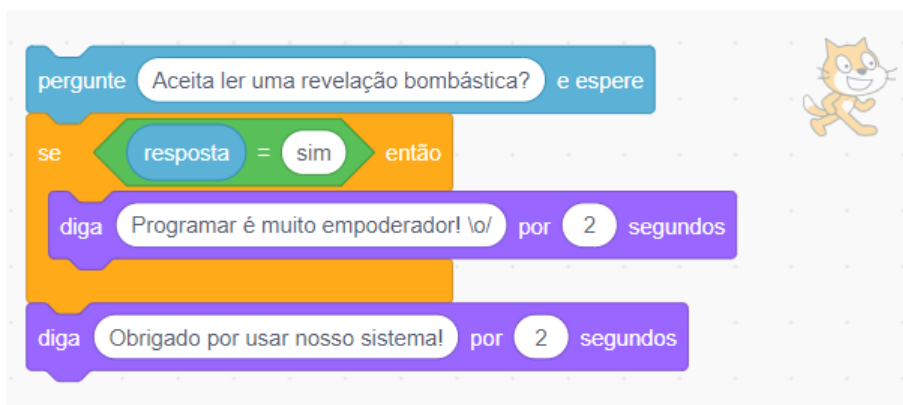 pergunte Aceita ler uma revelação bombástica? e espere
se resposta = sim então
diga Programar é muito empoderador! \o/ por 2 segundos
diga Obrigado por usar nosso sistema! por 2 segundos